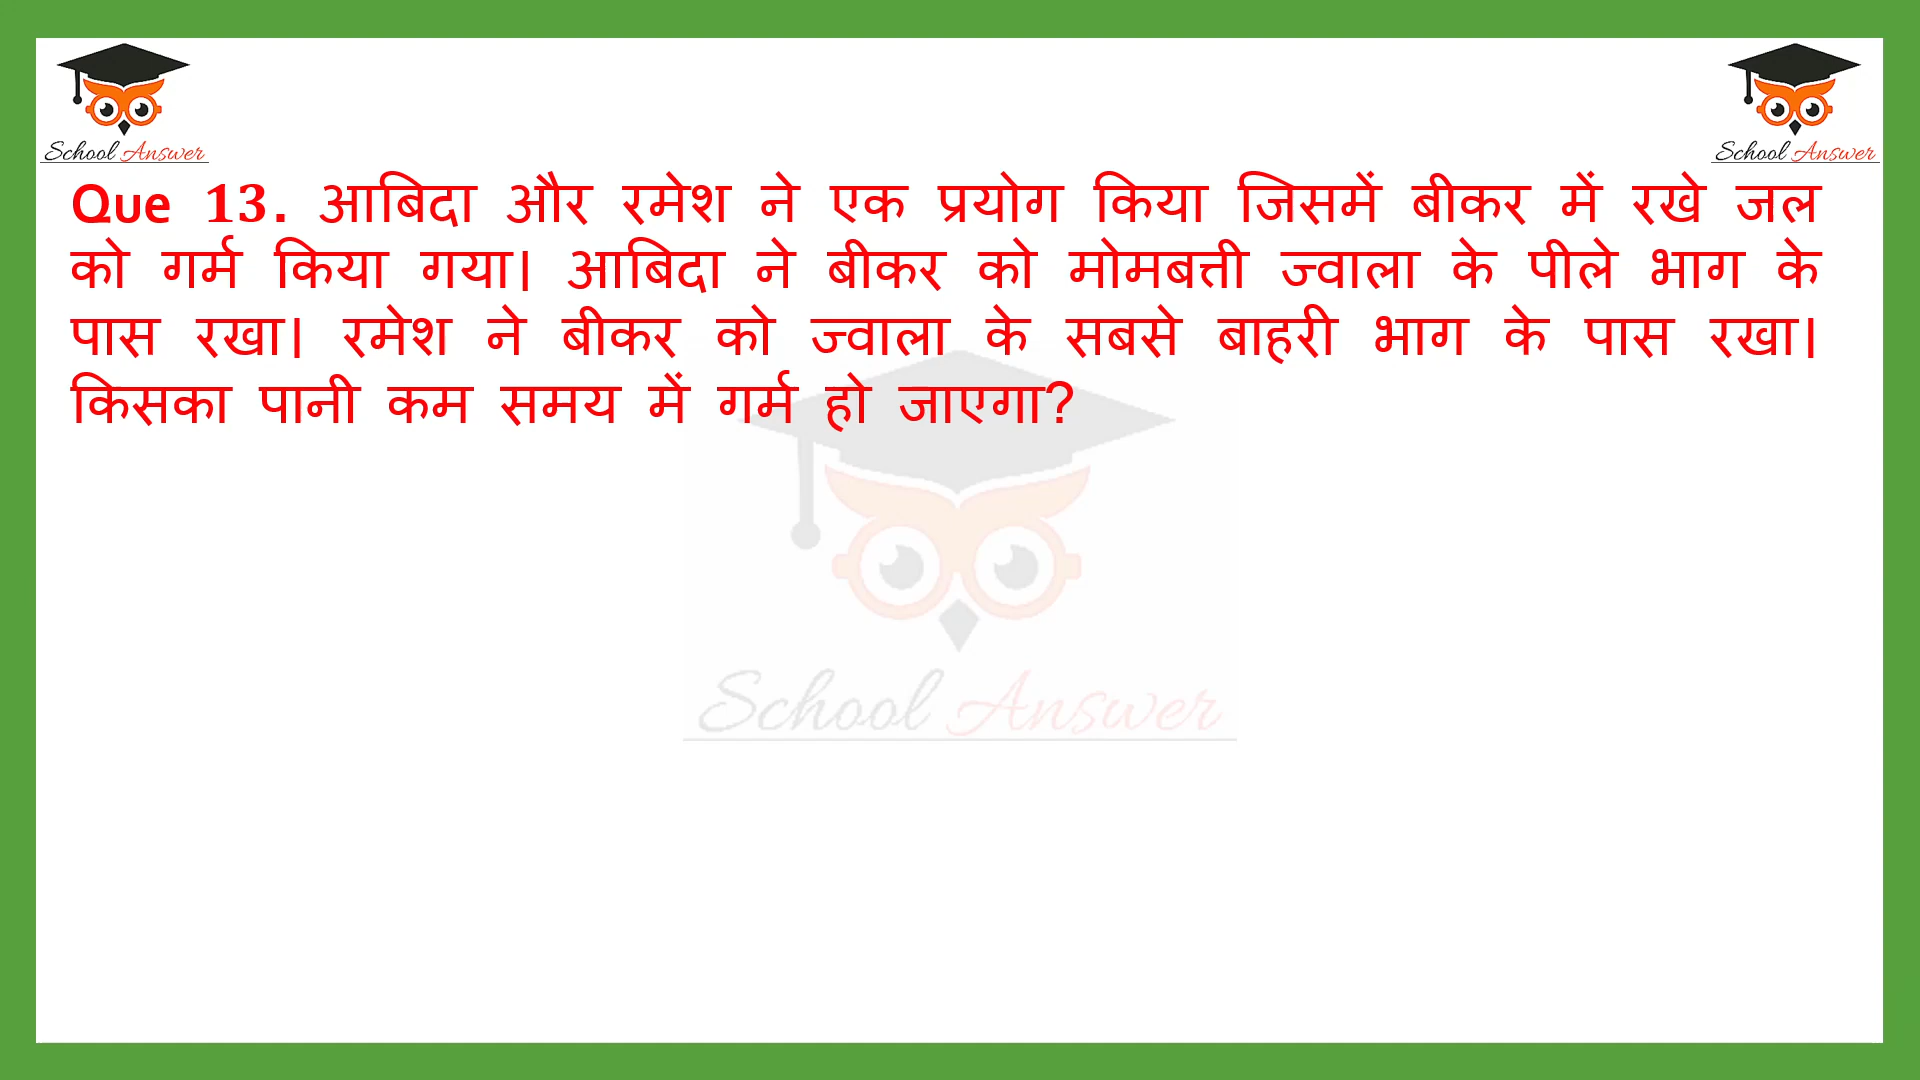 School Answer
School Answer
Que 13. आबिदा और रमेश ने एक प्रयोग किया जिसमें बीकर में रखे जल
को गर्म किया गया। आबिदा ने बीकर को मोमबत्ती ज्वाला के पीले भाग के
पास रखा। रमेश ने बीकर को ज्वाला के सबसे बाहरी भाग के पास रखा।
किसका पानी कम समय में गर्म हो जाएगा?
School Answer